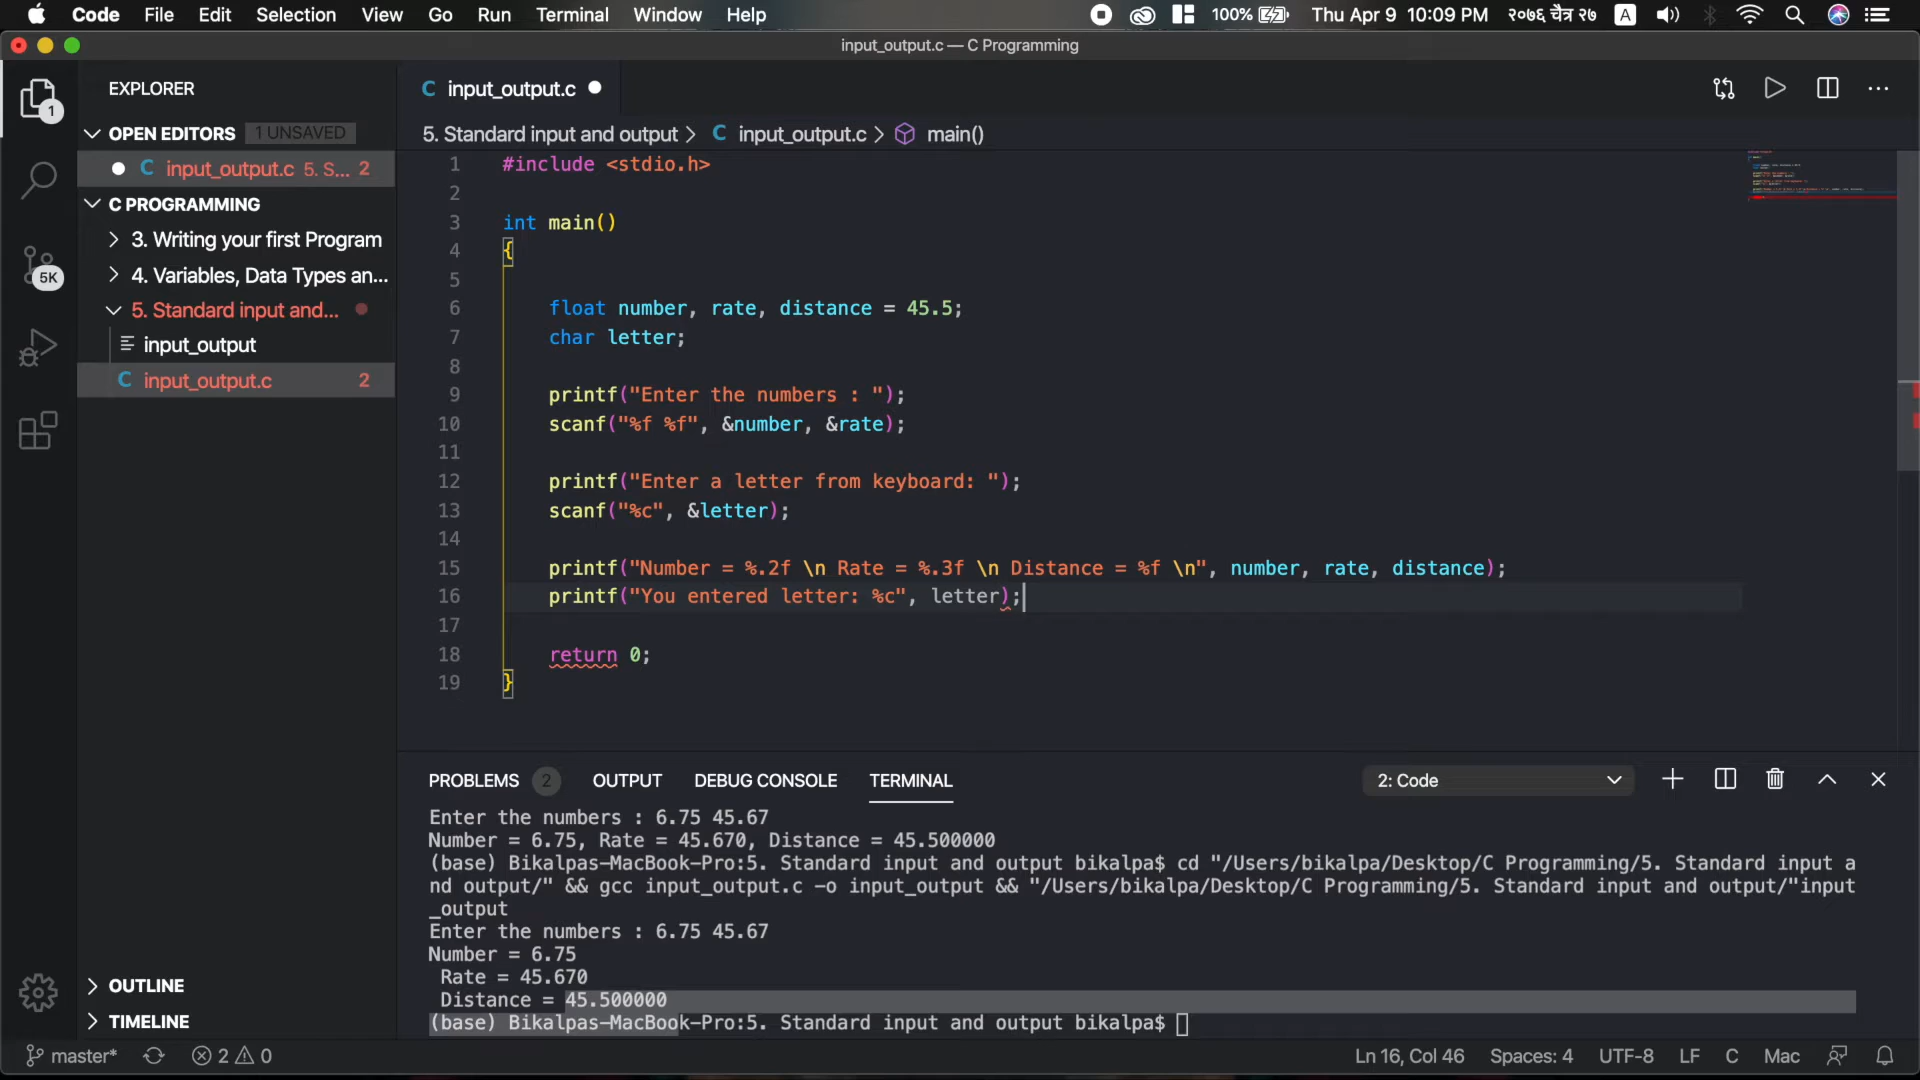 Code File Edit Selection View Go Run Terminal Window Help 100% Thu Apr 9 10:09 PM २०७६ चैत्र २७ A
input_output.c — C Programming
EXPLORER
OPEN EDITORS 1 UNSAVED
input_output.c 5. S... 2
C PROGRAMMING
3. Writing your first Program
4. Variables, Data Types an...
5. Standard input and...
input_output
C input_output.c 2
OUTLINE
TIMELINE
1
5K
C input_output.c
5. Standard input and output > C input_output.c > main()
1 #include <stdio.h>
2
3 int main()
4 {
5
6 float number, rate, distance = 45.5;
7 char letter;
8
9 printf("Enter the numbers : ");
10 scanf("%f %f", &number, &rate);
11
12 printf("Enter a letter from keyboard: ");
13 scanf("%c", &letter);
14
15 printf("Number = %.2f \n Rate = %.3f \n Distance = %f \n", number, rate, distance);
16 printf("You entered letter: %c", letter);
17
18 return 0;
19 }
PROBLEMS 2 OUTPUT DEBUG CONSOLE TERMINAL 2: Code
Enter the numbers : 6.75 45.67
Number = 6.75, Rate = 45.670, Distance = 45.500000
(base) Bikalpas-MacBook-Pro:5. Standard input and output bikalpa$ cd "/Users/bikalpa/Desktop/C Programming/5. Standard input a
nd output/" && gcc input_output.c -o input_output && "/Users/bikalpa/Desktop/C Programming/5. Standard input and output/"input
_output
Enter the numbers : 6.75 45.67
Number = 6.75
Rate = 45.670
Distance = 45.500000
(base) Bikalpas-MacBook-Pro:5. Standard input and output bikalpa$
master* 2 0 Ln 16, Col 46 Spaces: 4 UTF-8 LF C Mac